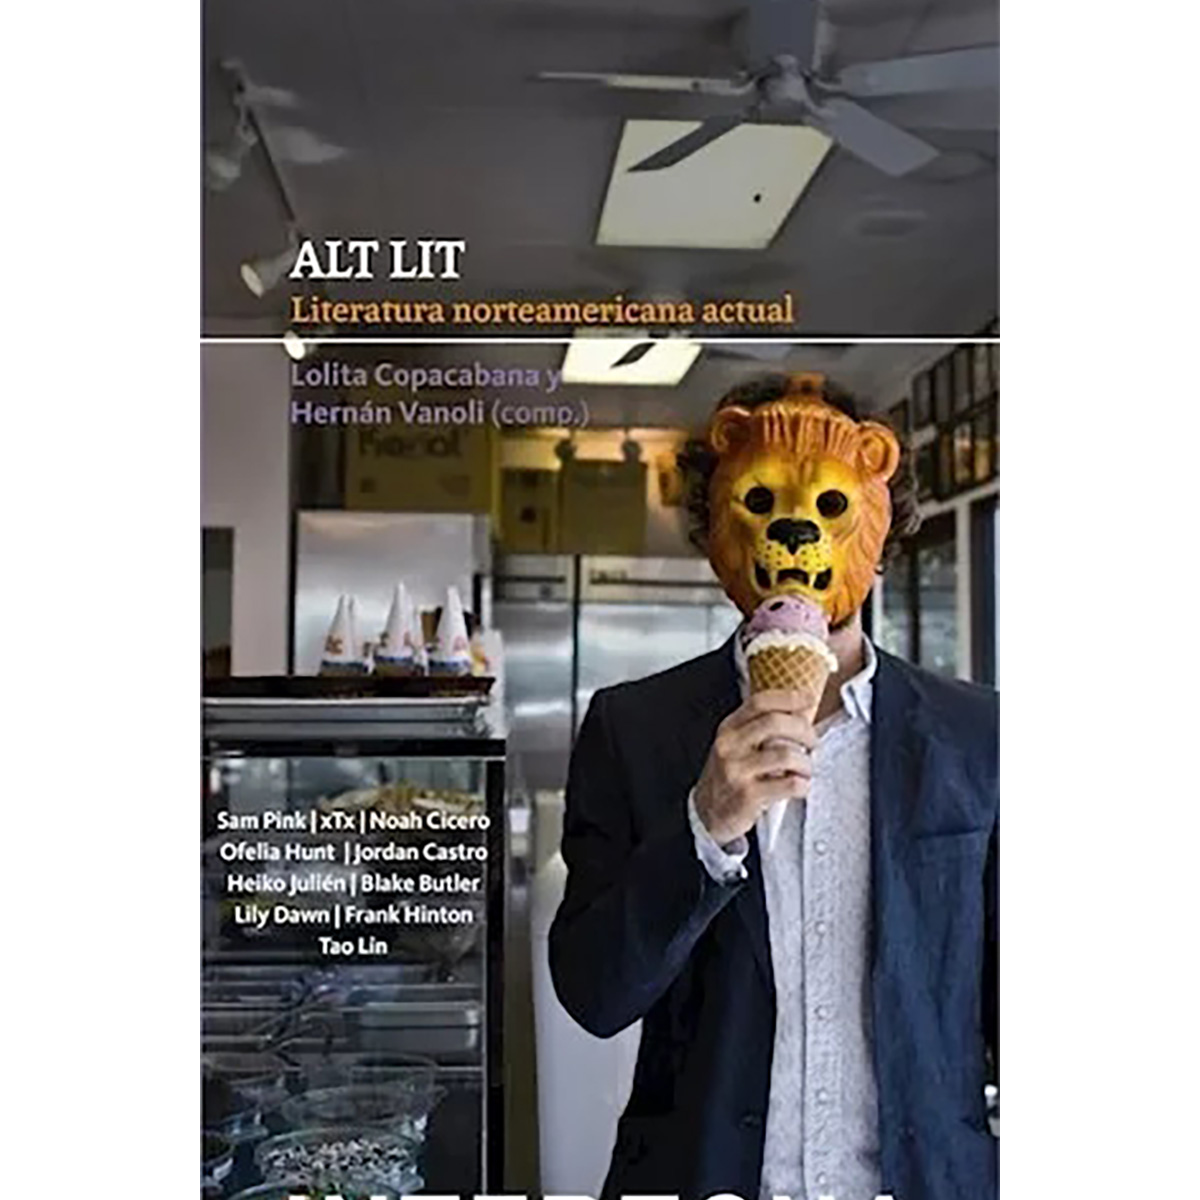 ALT LIT
Literatura norteamericana actual
Lolita Copacabana y
Hernán Vanoli (comp.)
Sam Pink | xTx | Noah Cicero
Ofelia Hunt | Jordan Castro
Heiko Julién | Blake Butler
Lily Dawn | Frank Hinton
Tao Lin